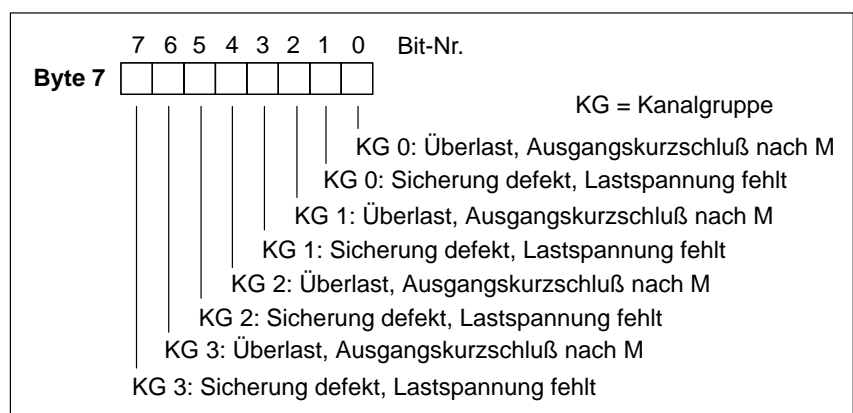 7 6 5 4 3 2 1 0 Bit-Nr.
Byte 7
KG = Kanalgruppe
KG 0: Überlast, Ausgangskurzschluß nach M
KG 0: Sicherung defekt, Lastspannung fehlt
KG 1: Überlast, Ausgangskurzschluß nach M
KG 1: Sicherung defekt, Lastspannung fehlt
KG 2: Überlast, Ausgangskurzschluß nach M
KG 2: Sicherung defekt, Lastspannung fehlt
KG 3: Überlast, Ausgangskurzschluß nach M
KG 3: Sicherung defekt, Lastspannung fehlt